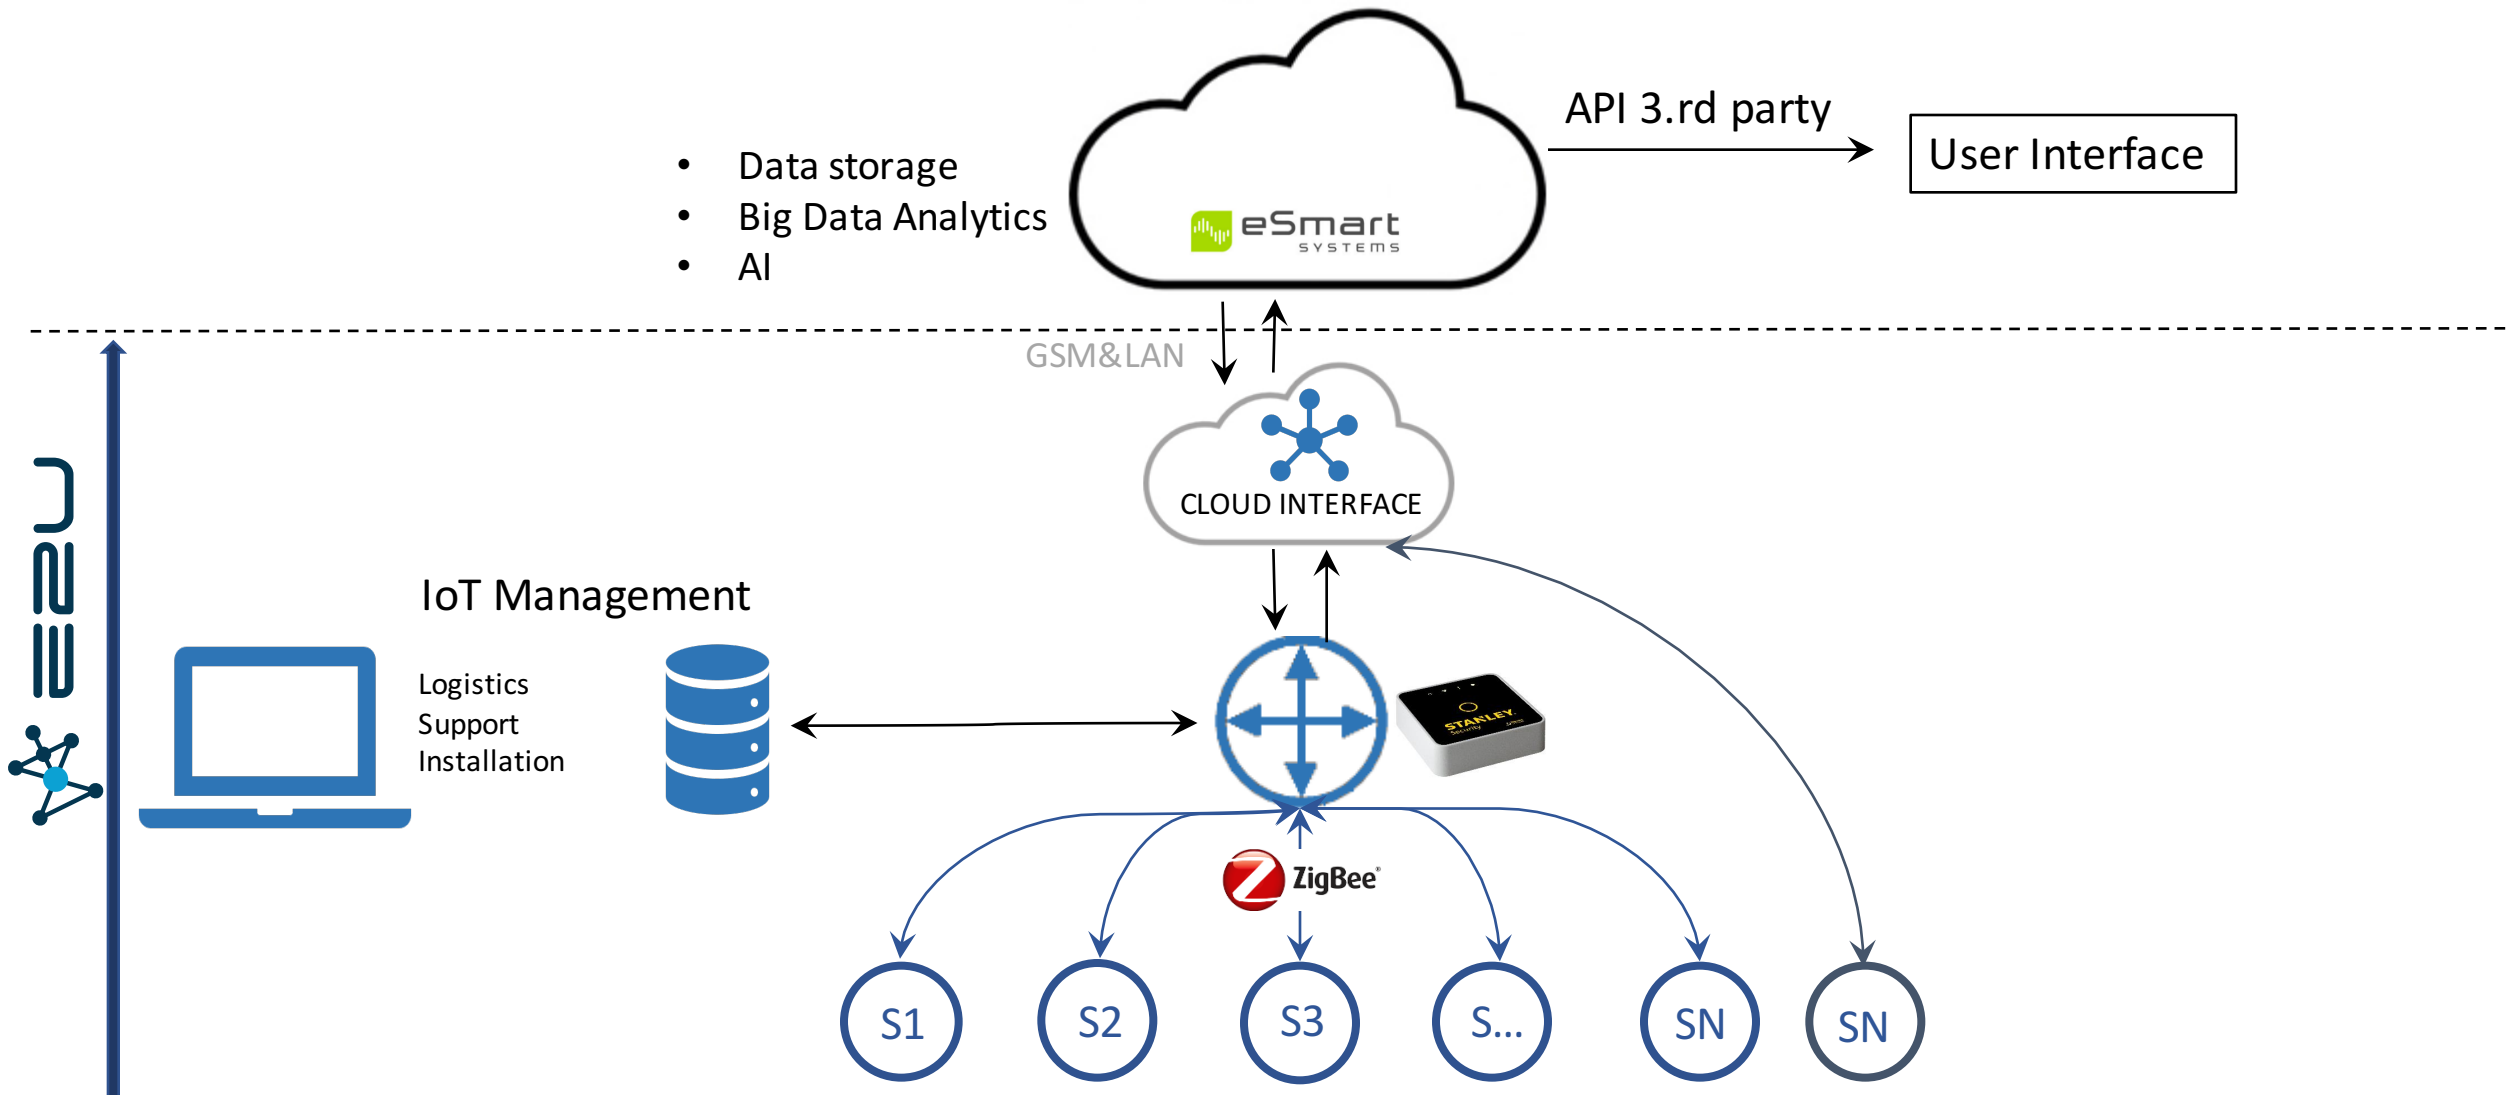 API 3.rd party
User Interface
• Data storage
• Big Data Analytics
• AI
eSmart
SYSTEMS
GSM&LAN
CLOUD INTERFACE
E2U
IoT Management
Logistics
Support
Installation
STANLEY
Security
ZigBee®
S1
S2
S3
S...
SN
SN